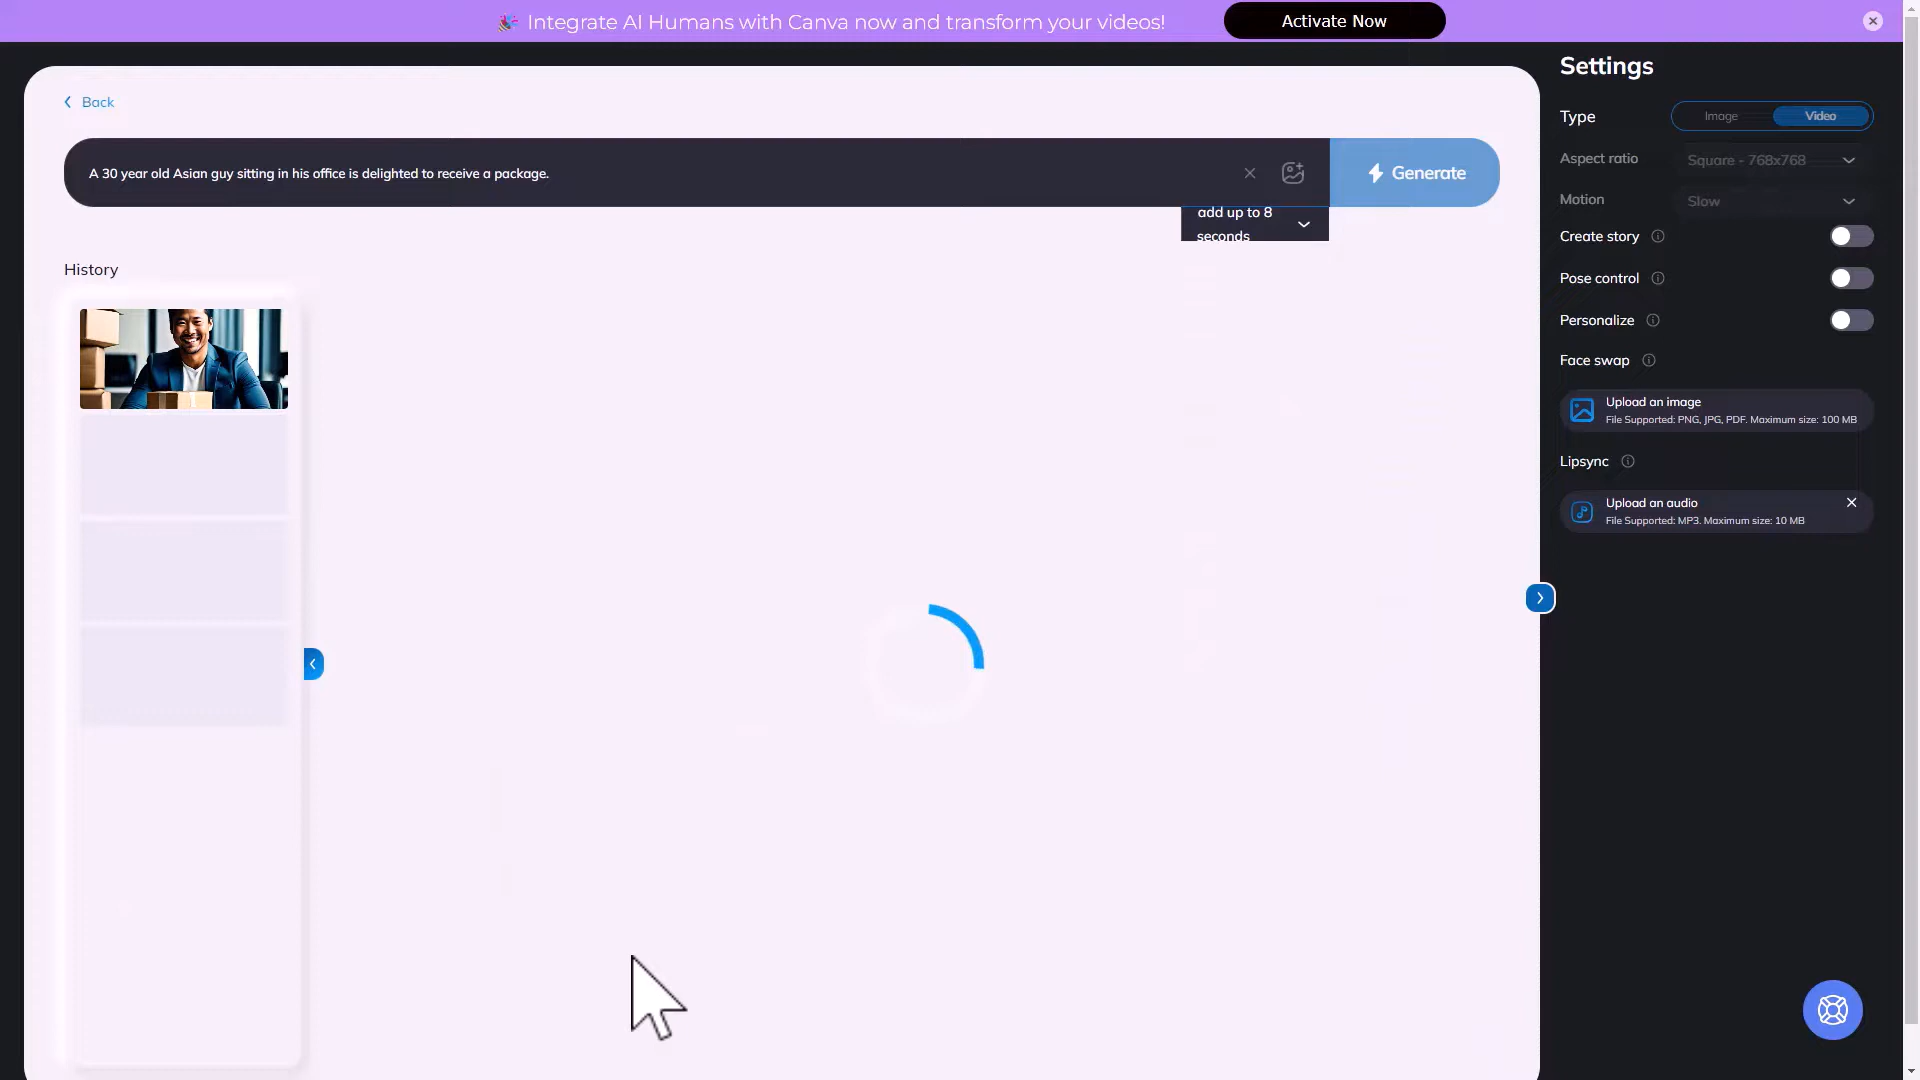 🎉 Integrate AI Humans with Canva now and transform your videos!
Activate Now
Back
A 30 year old Asian guy sitting in his office is delighted to receive a package.
Generate
add up to 8
seconds
History
Settings
Type
Image
Video
Aspect ratio
Square - 768x768
Motion
Slow
Create story
Pose control
Personalize
Face swap
Upload an image
File Supported: PNG, JPG, PDF. Maximum size: 100 MB
Lipsync
Upload an audio
File Supported: MP3. Maximum size: 10 MB